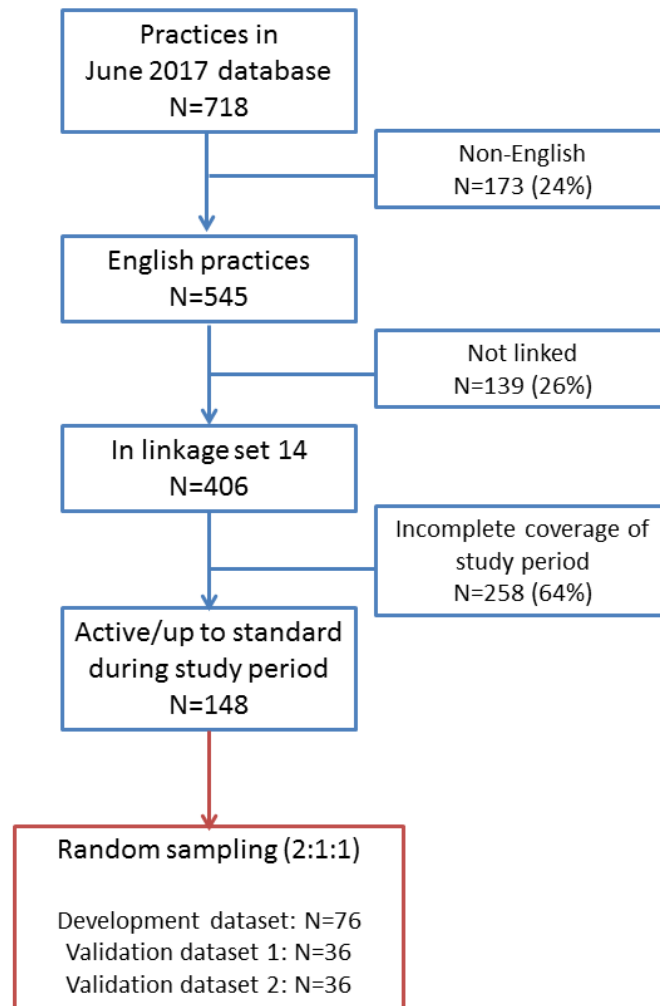 Practices in
June 2017 database
N=718
Non-English
N=173 (24%)
English practices
N=545
Not linked
N=139 (26%)
In linkage set 14
N=406
Incomplete coverage of
study period
N=258 (64%)
Active/up to standard
during study period
N=148
Random sampling (2:1:1)
Development dataset: N=76
Validation dataset 1: N=36
Validation dataset 2: N=36